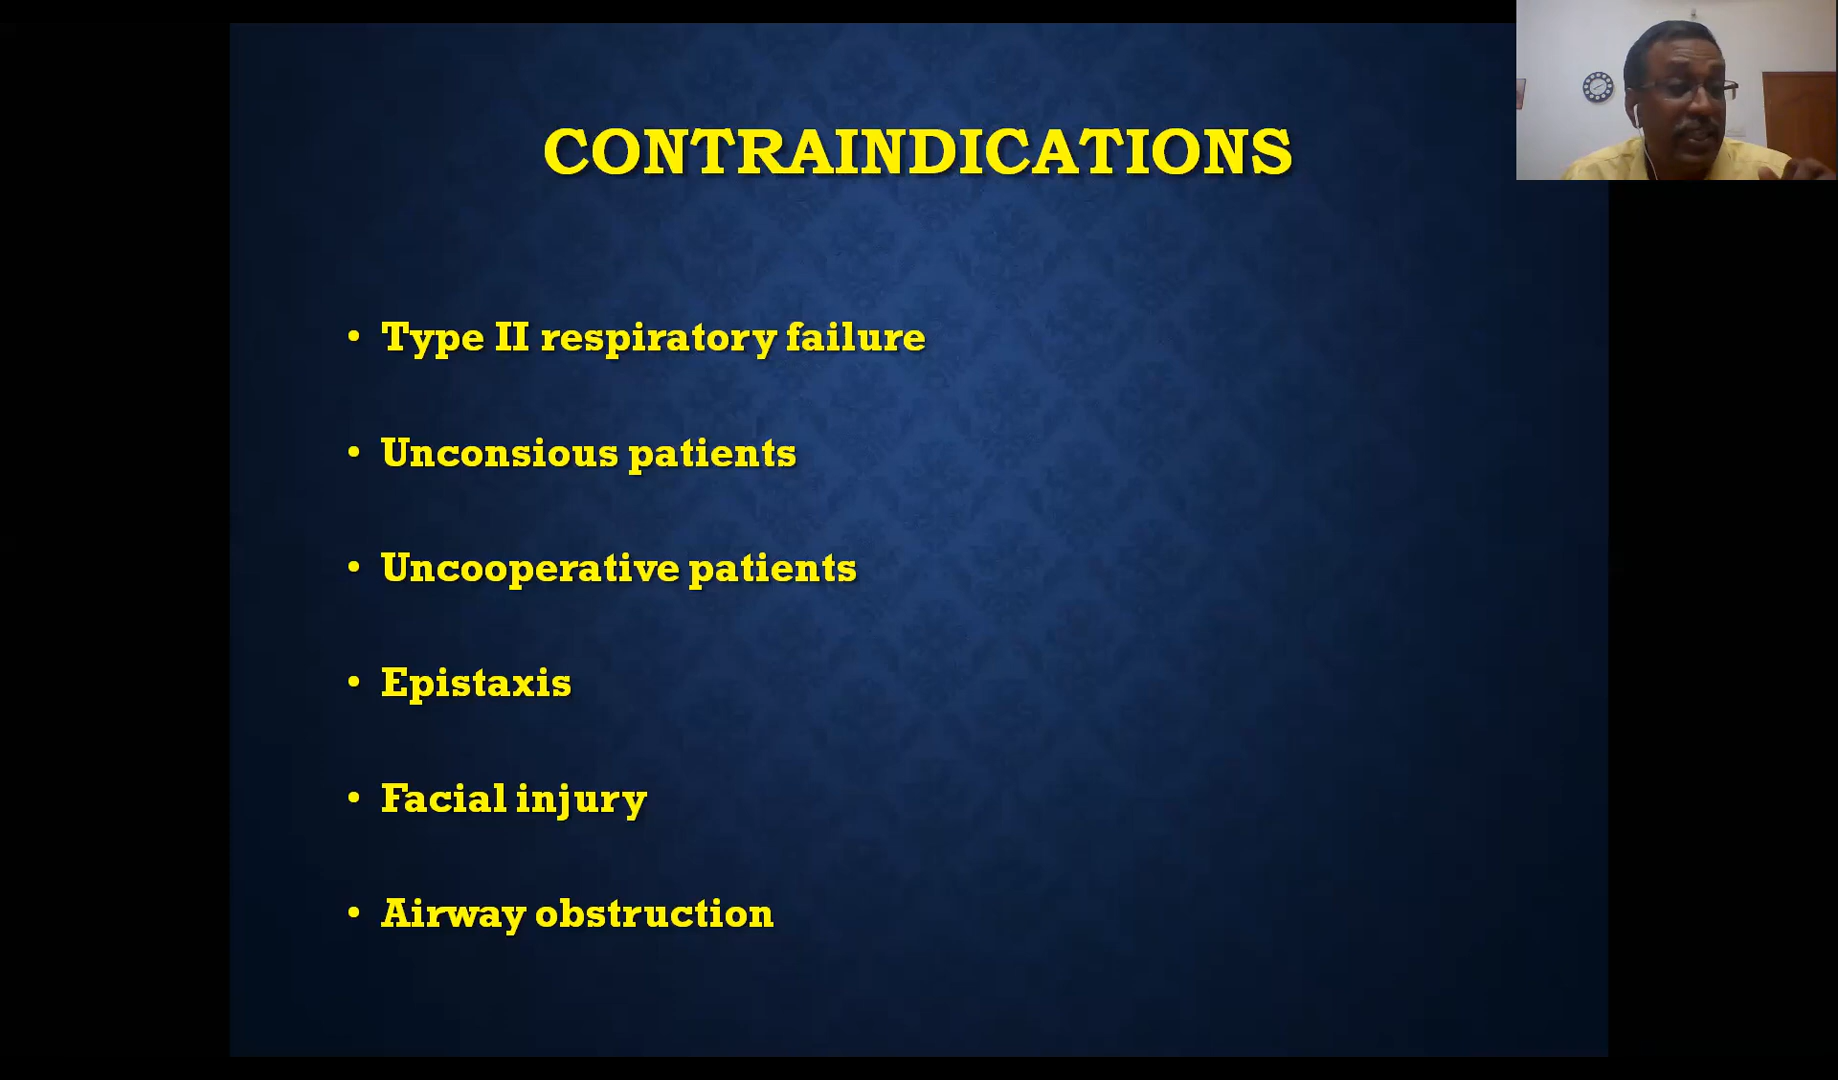 CONTRAINDICATIONS
• Type II respiratory failure
• Unconsious patients
• Uncooperative patients
• Epistaxis
• Facial injury
• Airway obstruction